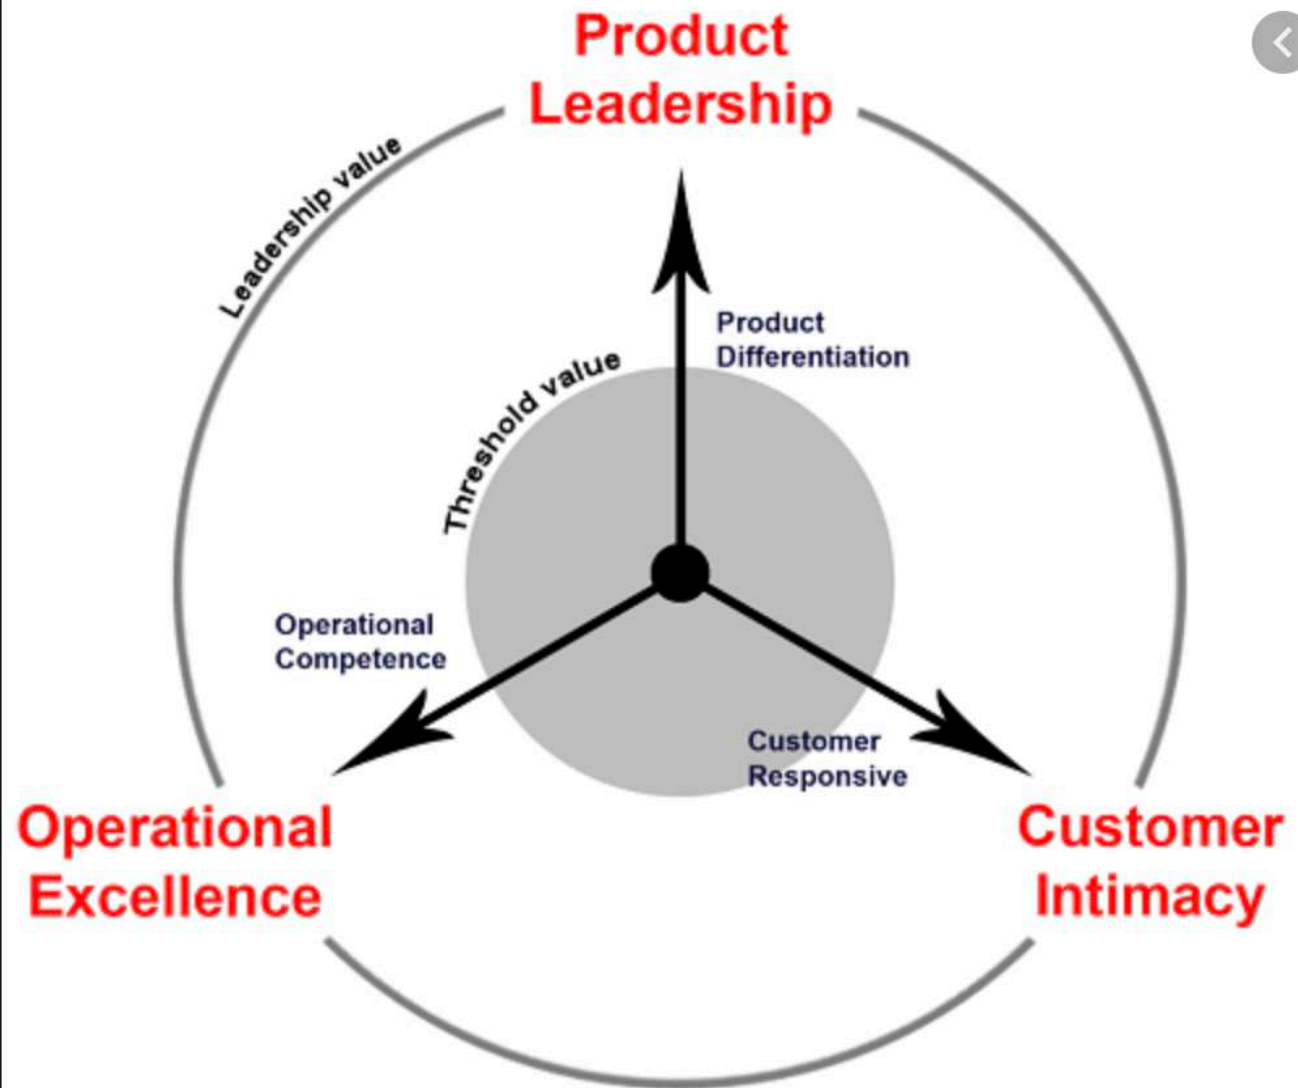 Product
Leadership
Leadership value
Product
Differentiation
Threshold value
Operational
Competence
Customer
Responsive
Operational
Excellence
Customer
Intimacy